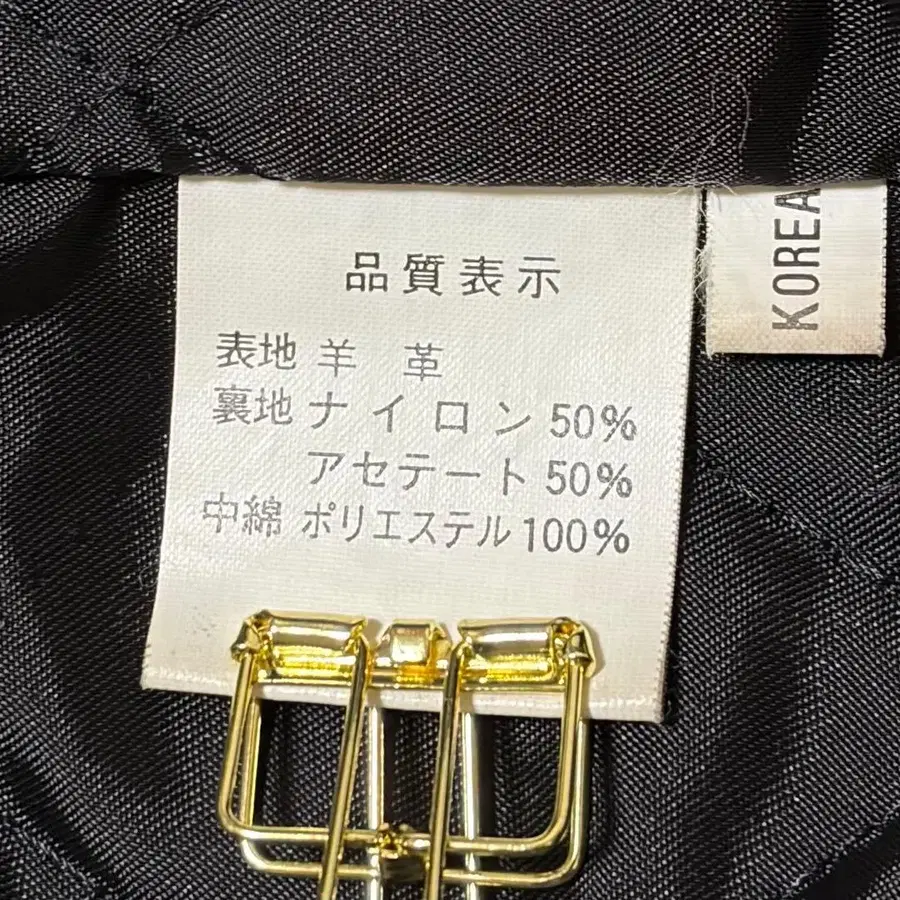 品質表示
表地 羊 革
裏地 ナイロン 50%
アセテート 50%
中綿 ポリエステル 100%
KOREA